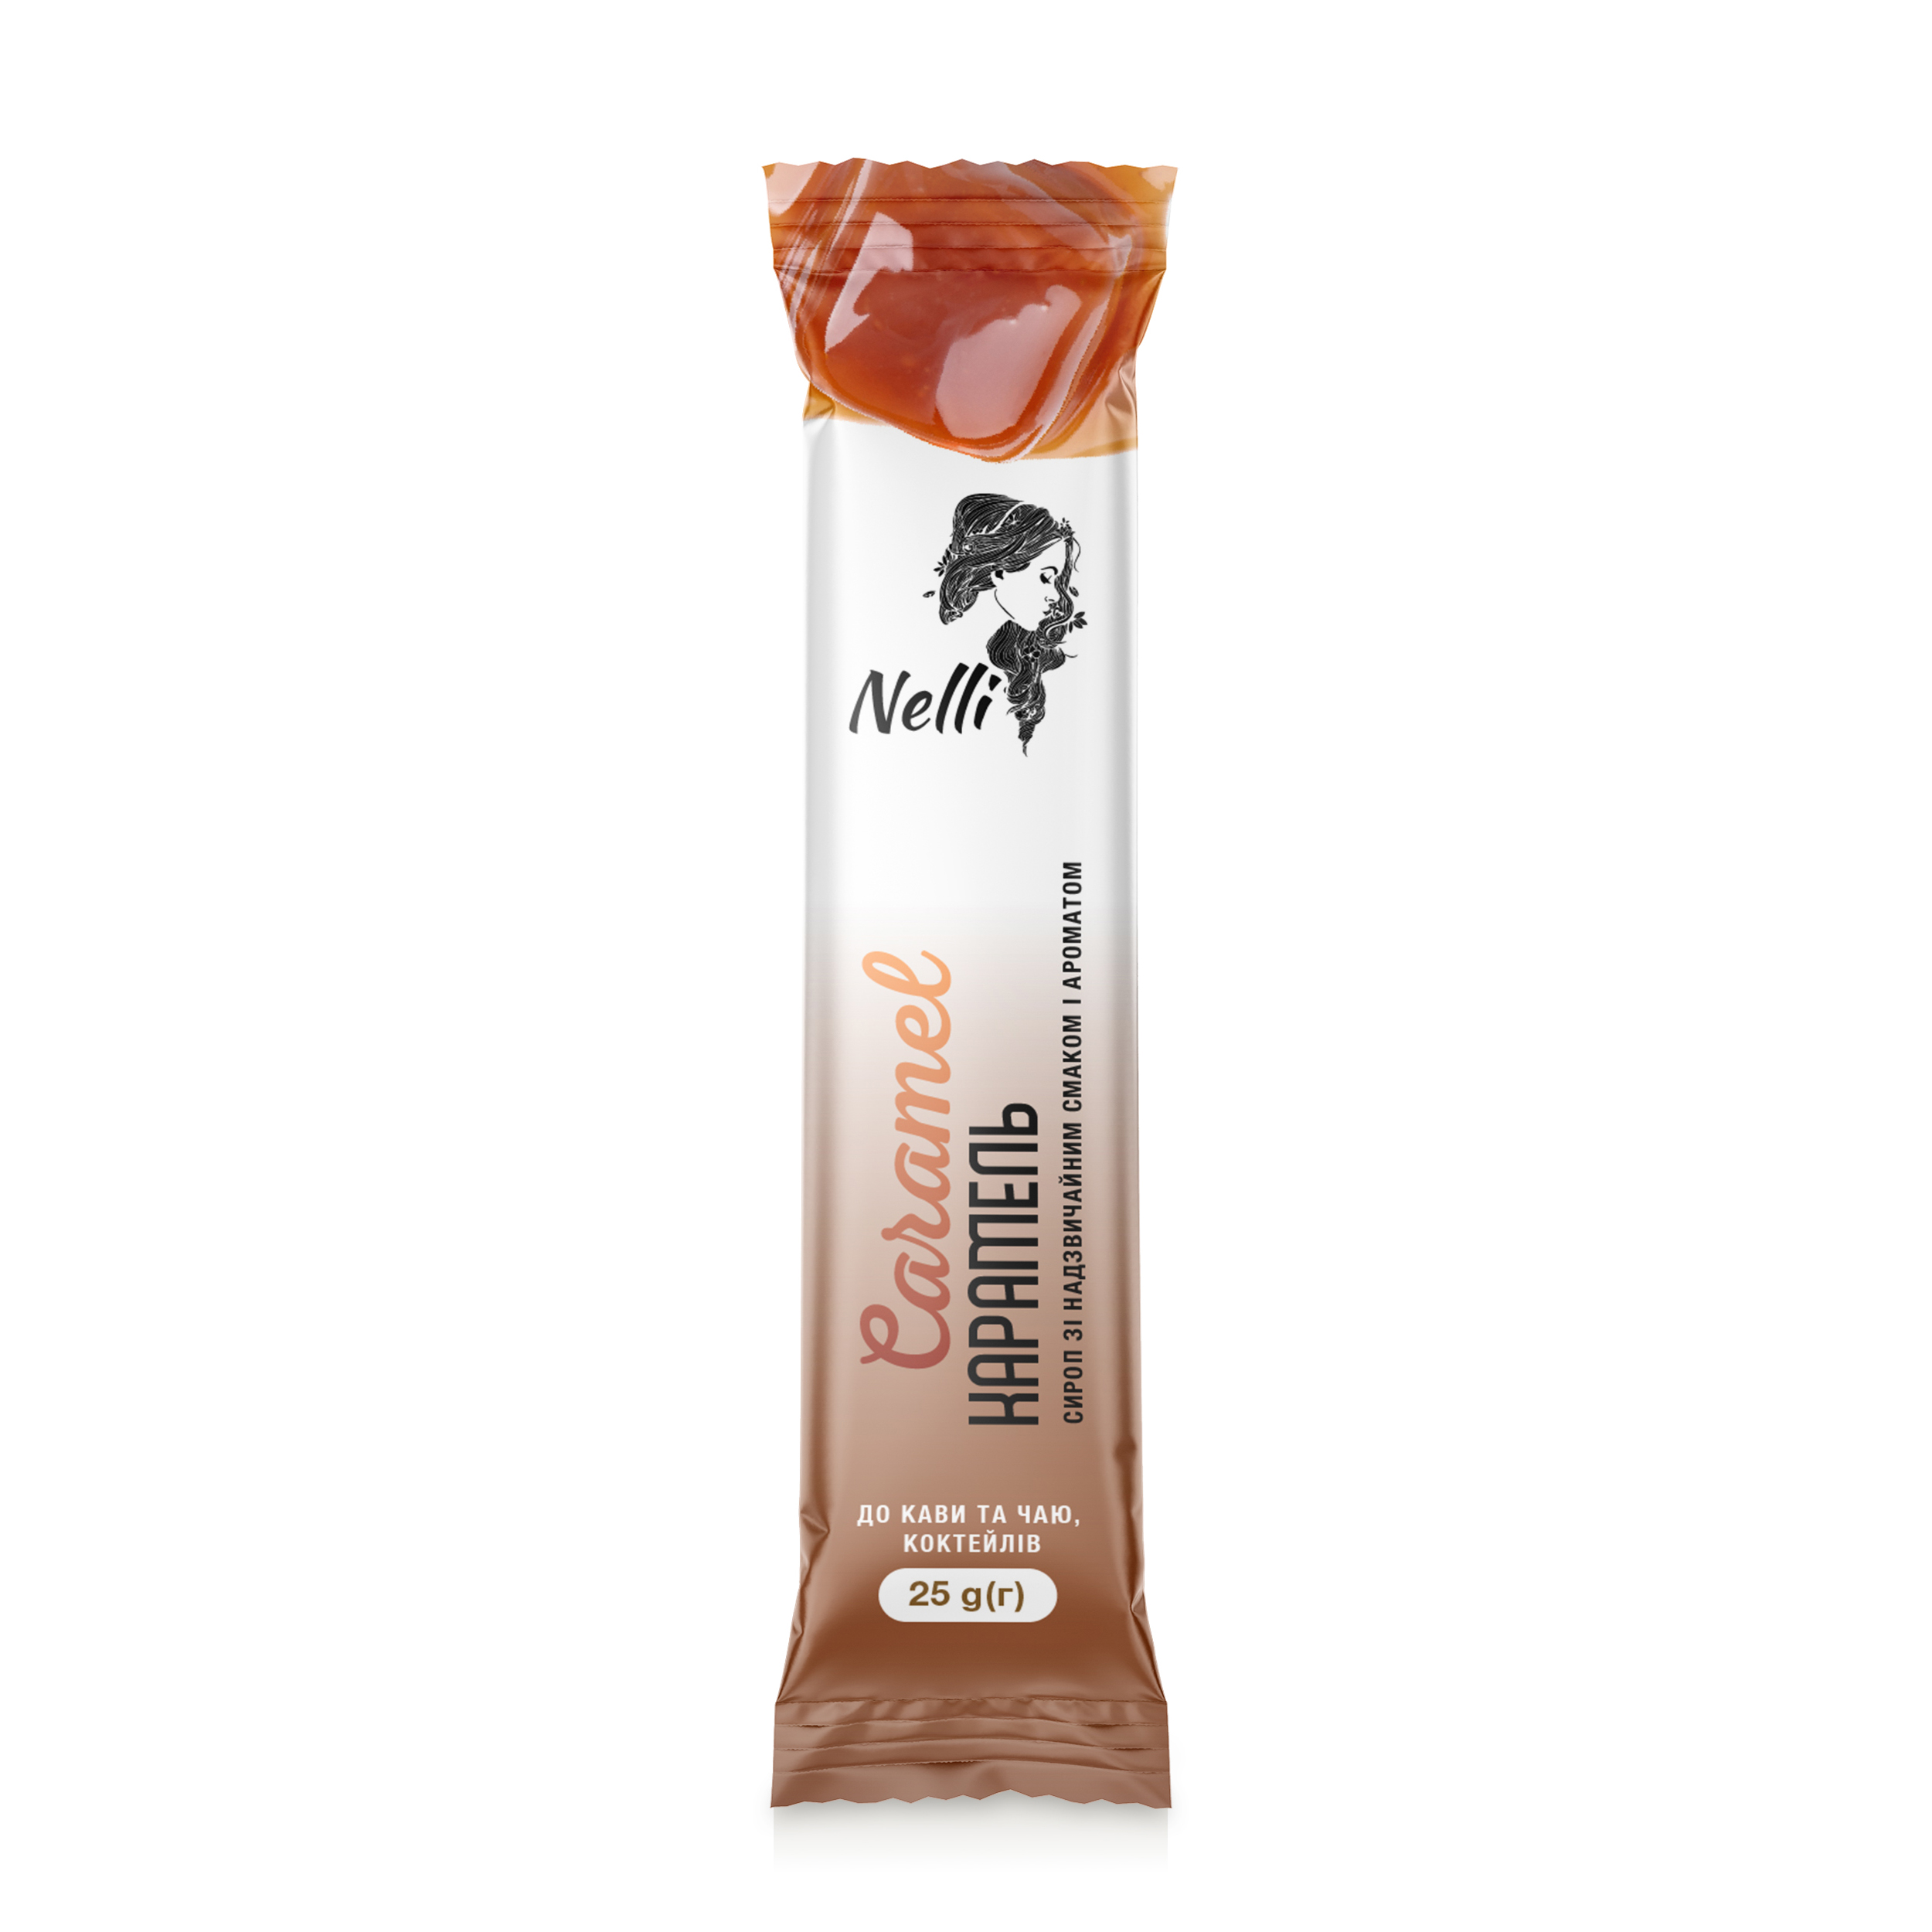 Nelli
Caramel
КАРАМЕЛЬ
СИРОП ЗІ НАДЗВИЧАЙНИМ СМАКОМ І АРОМАТОМ
ДО КАВИ ТА ЧАЮ,
КОКТЕЙЛІВ
25 g(г)